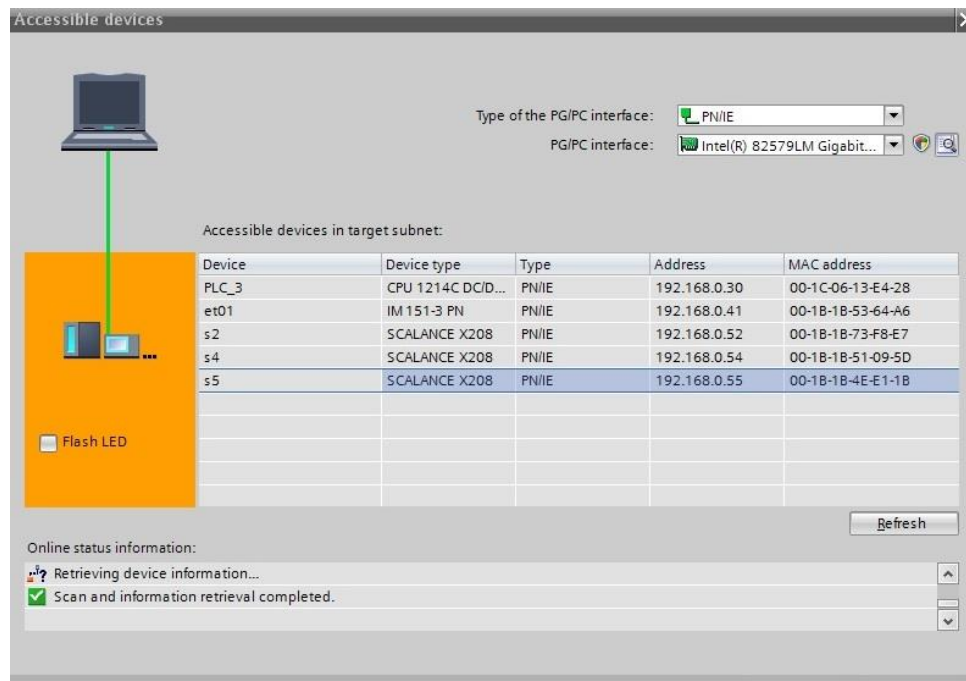 Accessible devices
Type of the PG/PC interface: PN/IE
PG/PC interface: Intel(R) 82579LM Gigabit...
Accessible devices in target subnet:
Device Device type Type Address MAC address
PLC_3 CPU 1214C DC/D... PN/IE 192.168.0.30 00-1C-06-13-E4-28
et01 IM 151-3 PN PN/IE 192.168.0.41 00-1B-1B-53-64-A6
s2 SCALANCE X208 PN/IE 192.168.0.52 00-1B-1B-73-F8-E7
s4 SCALANCE X208 PN/IE 192.168.0.54 00-1B-1B-51-09-5D
s5 SCALANCE X208 PN/IE 192.168.0.55 00-1B-1B-4E-E1-1B
...
Flash LED
Refresh
Online status information:
Retrieving device information...
Scan and information retrieval completed.